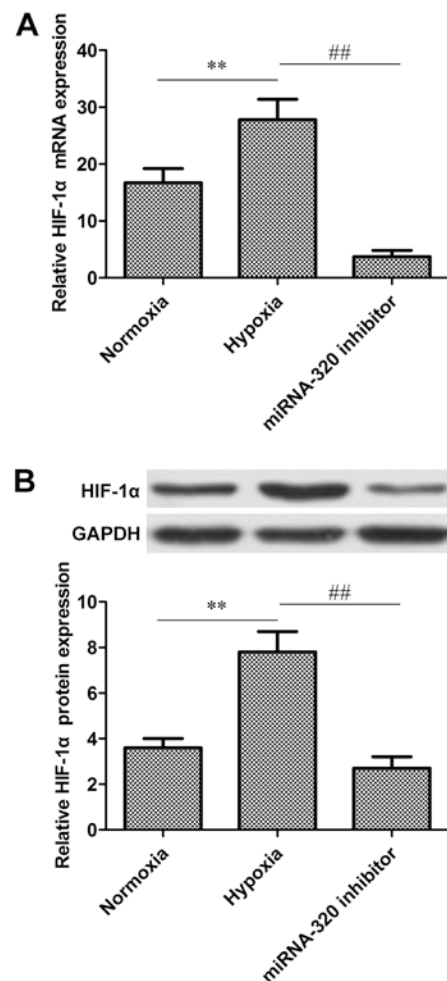 A
Relative HIF-1α mRNA expression
40
30
20
10
0
**
##
Normoxia
Hypoxia
miRNA-320 inhibitor
B
HIF-1α
GAPDH
Relative HIF-1α protein expression
8
6
4
2
0
**
##
Normoxia
Hypoxia
miRNA-320 inhibitor